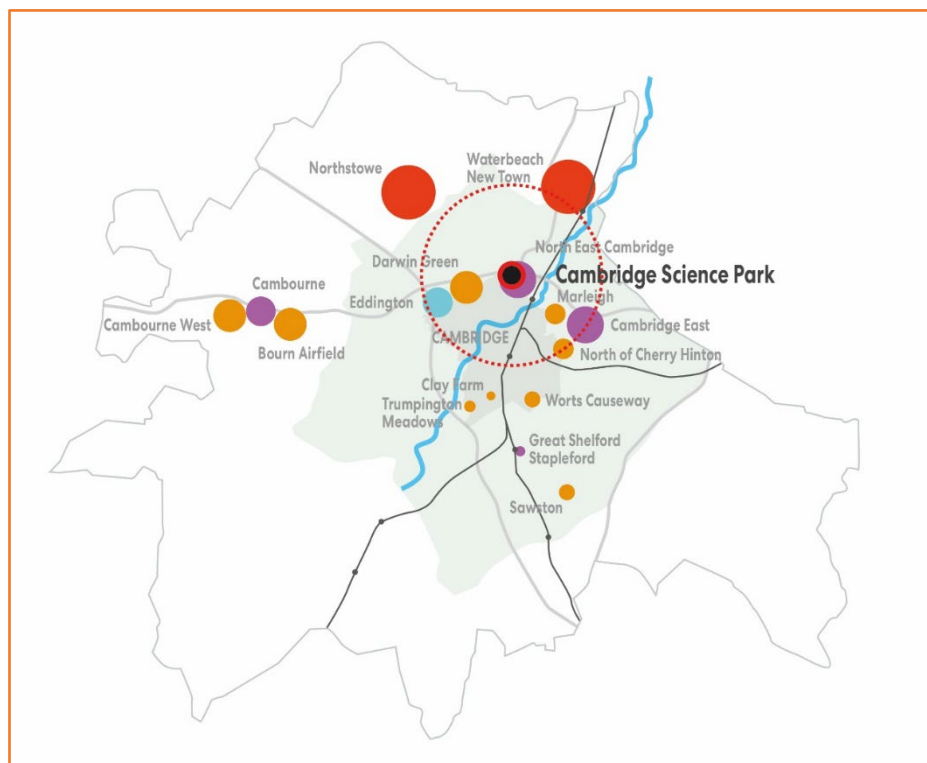 Northstowe
Waterbeach
New Town
North East Cambridge
Darwin Green
Cambridge Science Park
Cambourne
Eddington
Marleigh
Cambourne West
Cambridge East
CAMBRIDGE
Bourn Airfield
North of Cherry Hinton
Clay Farm
Trumpington
Meadows
Worts Causeway
Great Shelford
Stapleford
Sawston